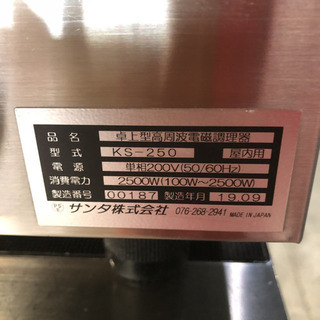 品名 卓上型高周波電磁調理器
型式 KS-250 屋内用
電源 単相200V(50/60Hz)
消費電力 2500W(100W～2500W)
製造番号 00187 製造年月 19.09
サンタ株式会社 076-268-2941 MADE IN JAPAN